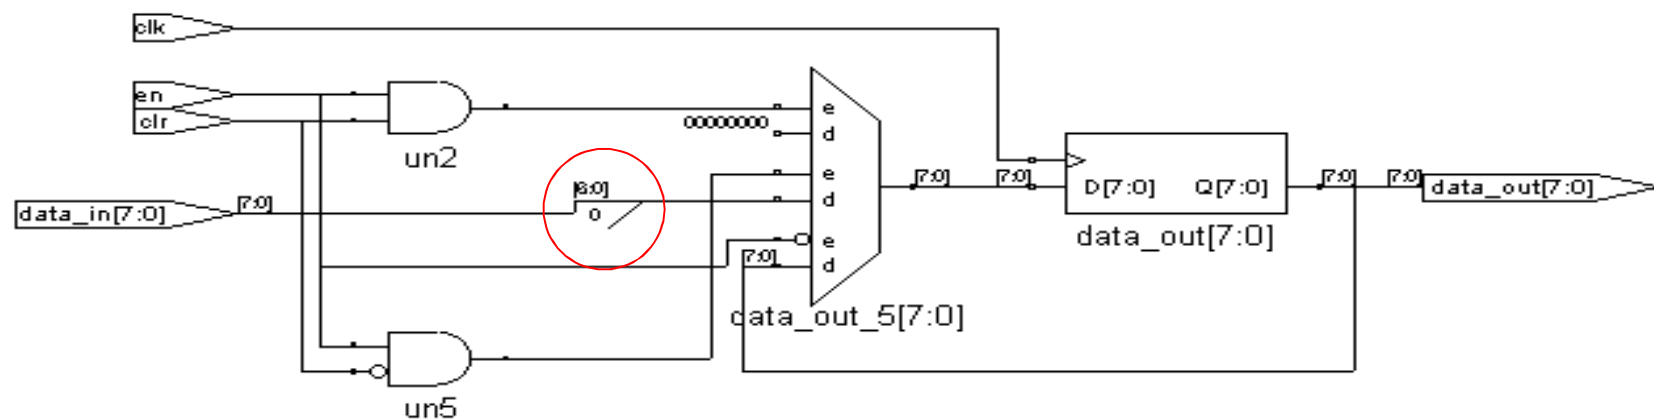 clk
en
clr
un2
00000000
e
d
e
d
e
d
[6:0]
0
data_in[7:0]
[7:0]
[7:0]
data_out_5[7:0]
[7:0]
[7:0]
D[7:0] Q[7:0]
data_out[7:0]
[7:0]
[7:0]
data_out[7:0]
un5